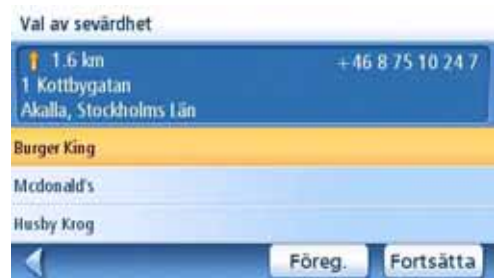 Val av sevärdhet
1.6 km +46 8 75 10 24 7
1 Kottbygatan
Akalla, Stockholms Län
Burger King
Mcdonald's
Husby Krog
Föreg. Fortsätta